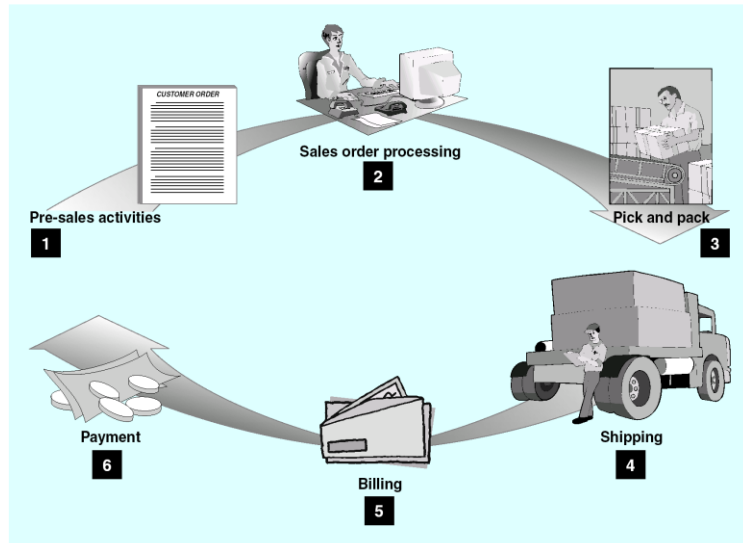 CUSTOMER ORDER
Sales order processing
2
Pre-sales activities
1
Pick and pack
3
Shipping
4
Billing
5
Payment
6